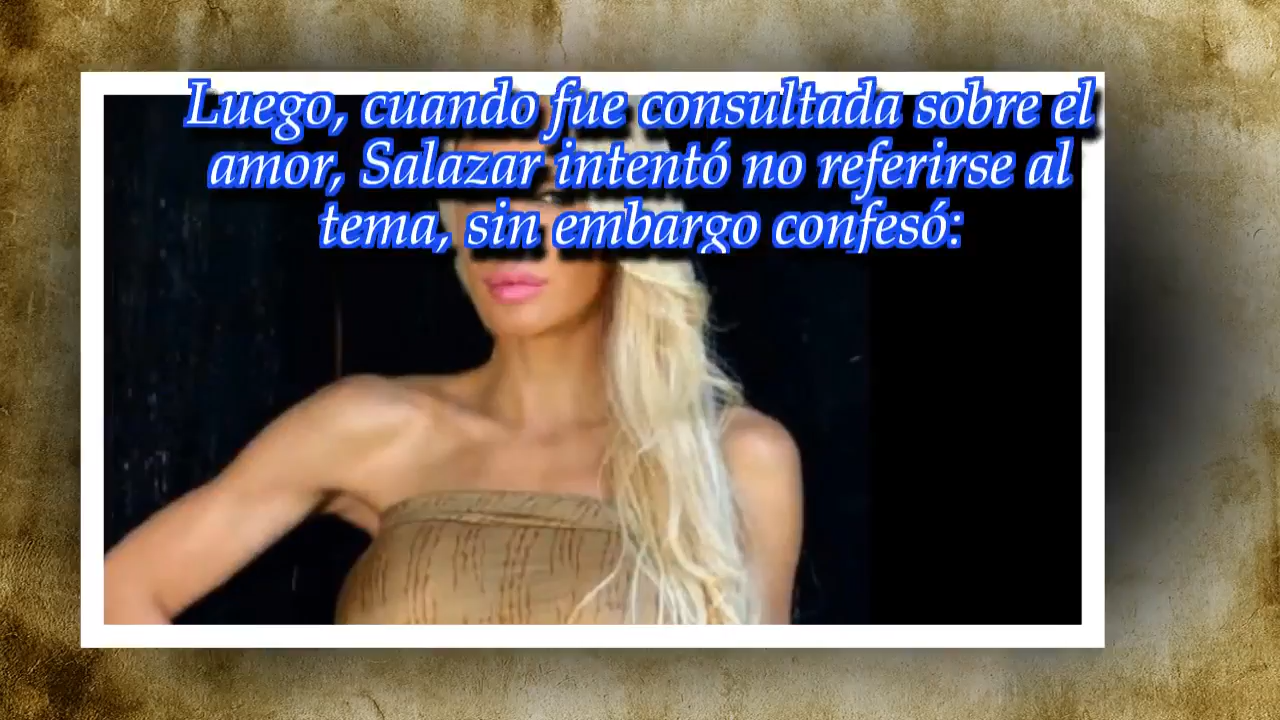 Luego, cuando fue consultada sobre el
amor, Salazar intentó no referirse al
tema, sin embargo confesó: